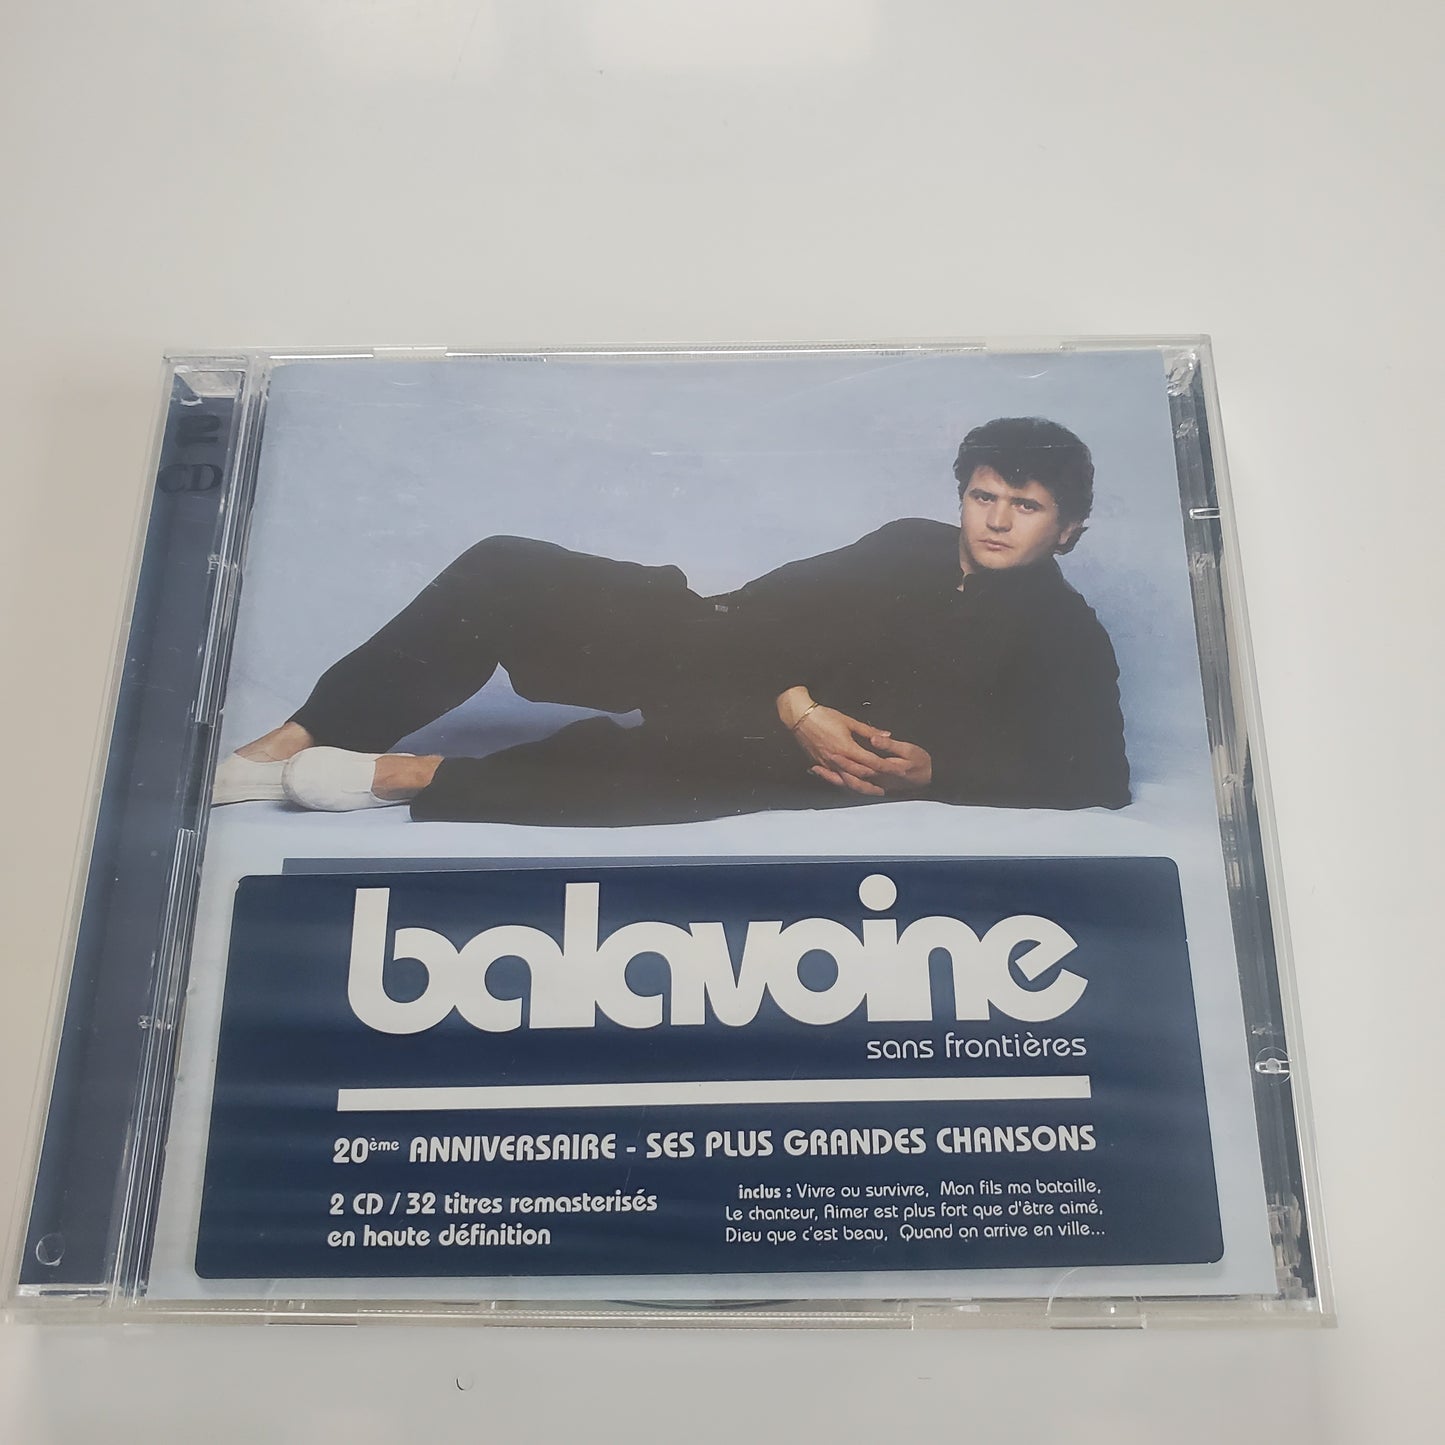 2
CD
balavoine
sans frontières
20ème ANNIVERSAIRE - SES PLUS GRANDES CHANSONS
2 CD / 32 titres remasterisés
en haute définition
inclus : Vivre ou survivre, Mon fils ma bataille,
Le chanteur, Aimer est plus fort que d'être aimé,
Dieu que c'est beau, Quand on arrive en ville...